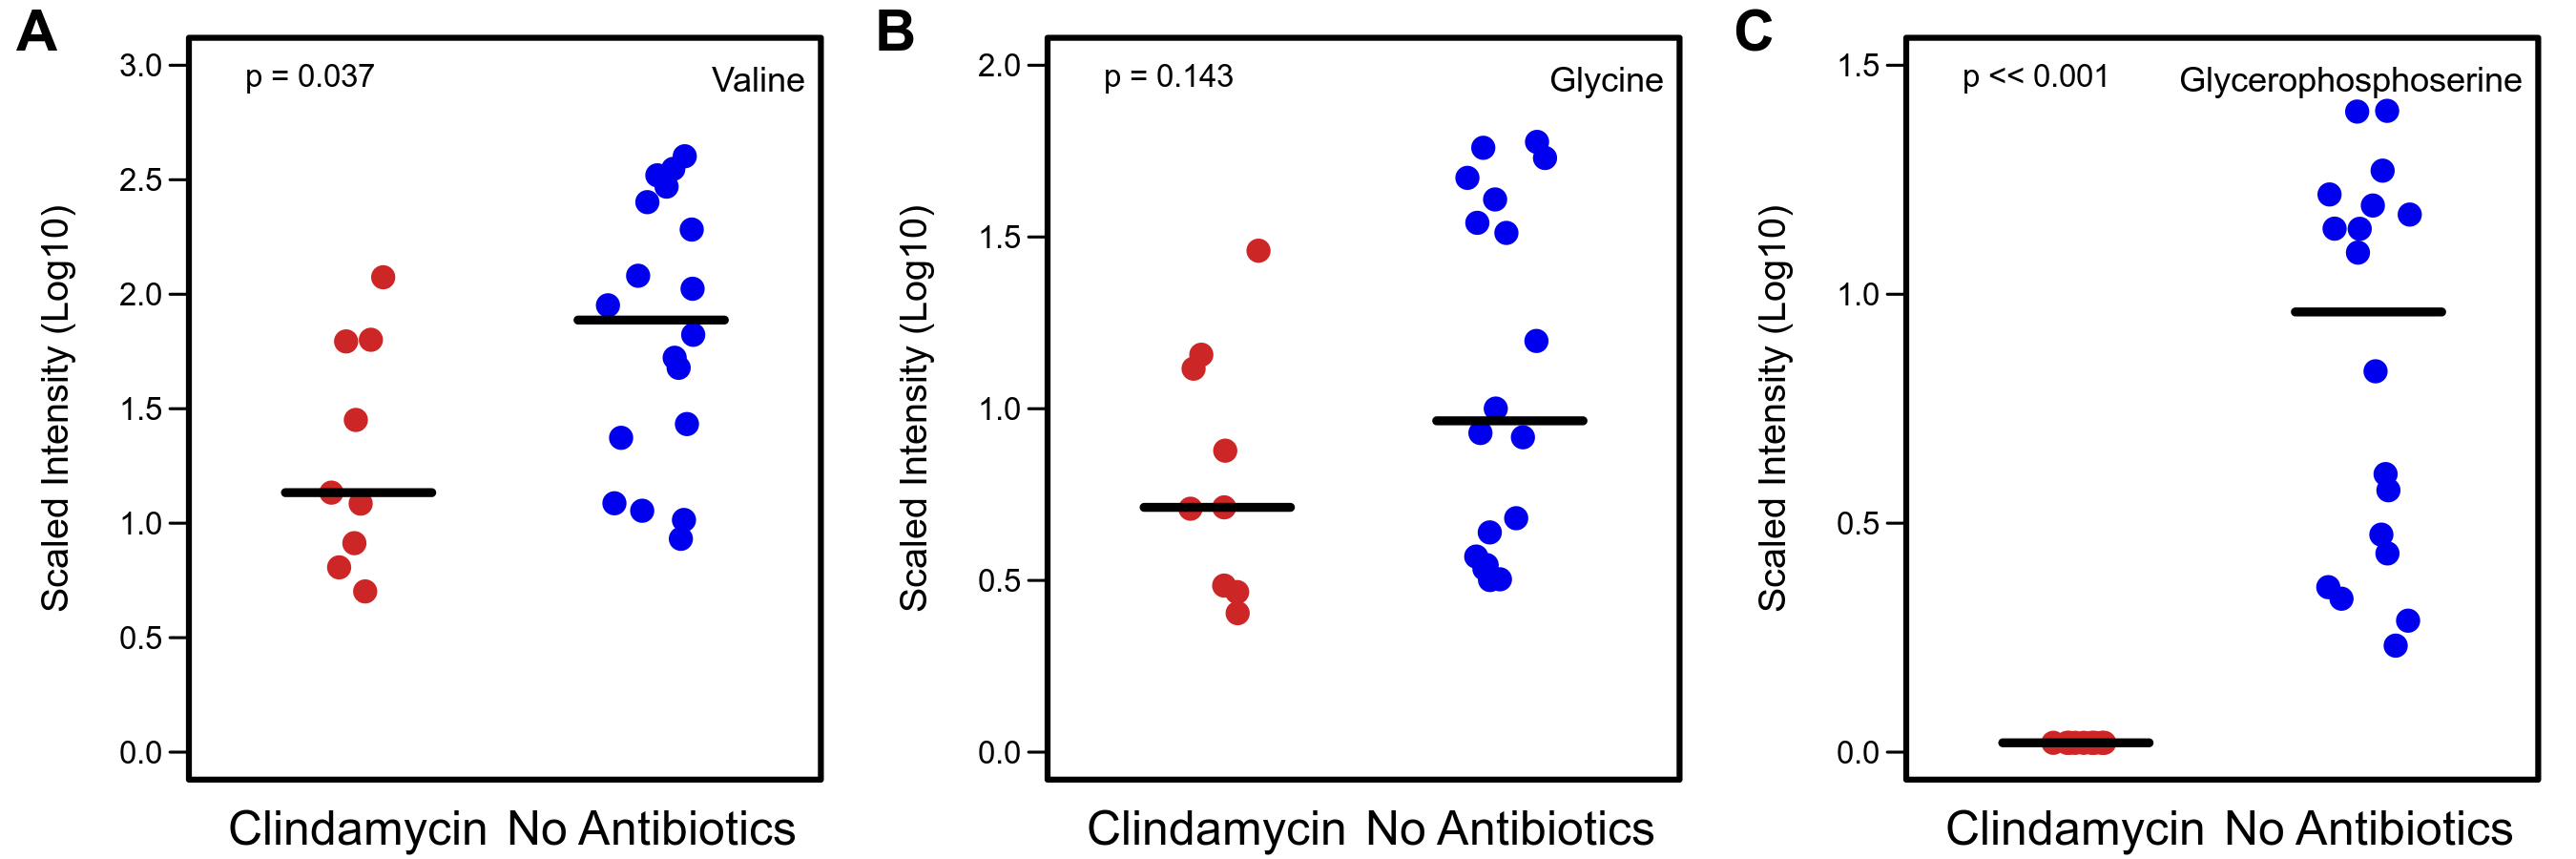 A
p = 0.037
Valine
Scaled Intensity (Log10)
3.0
2.5
2.0
1.5
1.0
0.5
0.0
Clindamycin No Antibiotics
B
p = 0.143
Glycine
Scaled Intensity (Log10)
2.0
1.5
1.0
0.5
0.0
Clindamycin No Antibiotics
C
p << 0.001
Glycerophosphoserine
Scaled Intensity (Log10)
1.5
1.0
0.5
0.0
Clindamycin No Antibiotics